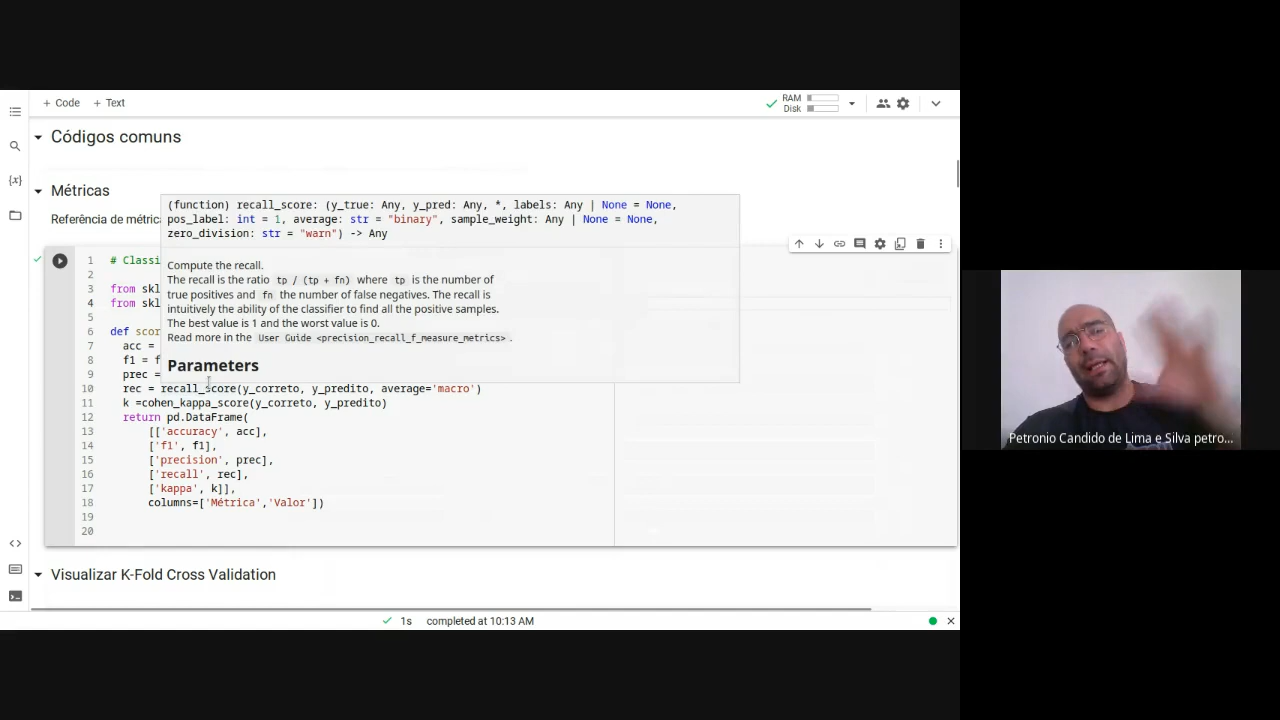 + Code + Text
RAM
Disk
Códigos comuns
Métricas
Referência de métrica
(function) recall_score: (y_true: Any, y_pred: Any, *, labels: Any | None = None,
pos_label: int = 1, average: str = "binary", sample_weight: Any | None = None,
zero_division: str = "warn") -> Any
Compute the recall.
The recall is the ratio tp / (tp + fn) where tp is the number of
true positives and fn the number of false negatives. The recall is
intuitively the ability of the classifier to find all the positive samples.
The best value is 1 and the worst value is 0.
Read more in the User Guide <precision_recall_f_measure_metrics> .
Parameters
1 # Classi
2
3 from skl
4 from skl
5
6 def scor
7 acc =
8 f1 = f
9 prec =
10 rec = recall_score(y_correto, y_predito, average='macro')
11 k =cohen_kappa_score(y_correto, y_predito)
12 return pd.DataFrame(
13 [['accuracy', acc],
14 ['f1', f1],
15 ['precision', prec],
16 ['recall', rec],
17 ['kappa', k]],
18 columns=['Métrica','Valor'])
19
20
Visualizar K-Fold Cross Validation
1s completed at 10:13 AM
Petronio Candido de Lima e Silva petro...